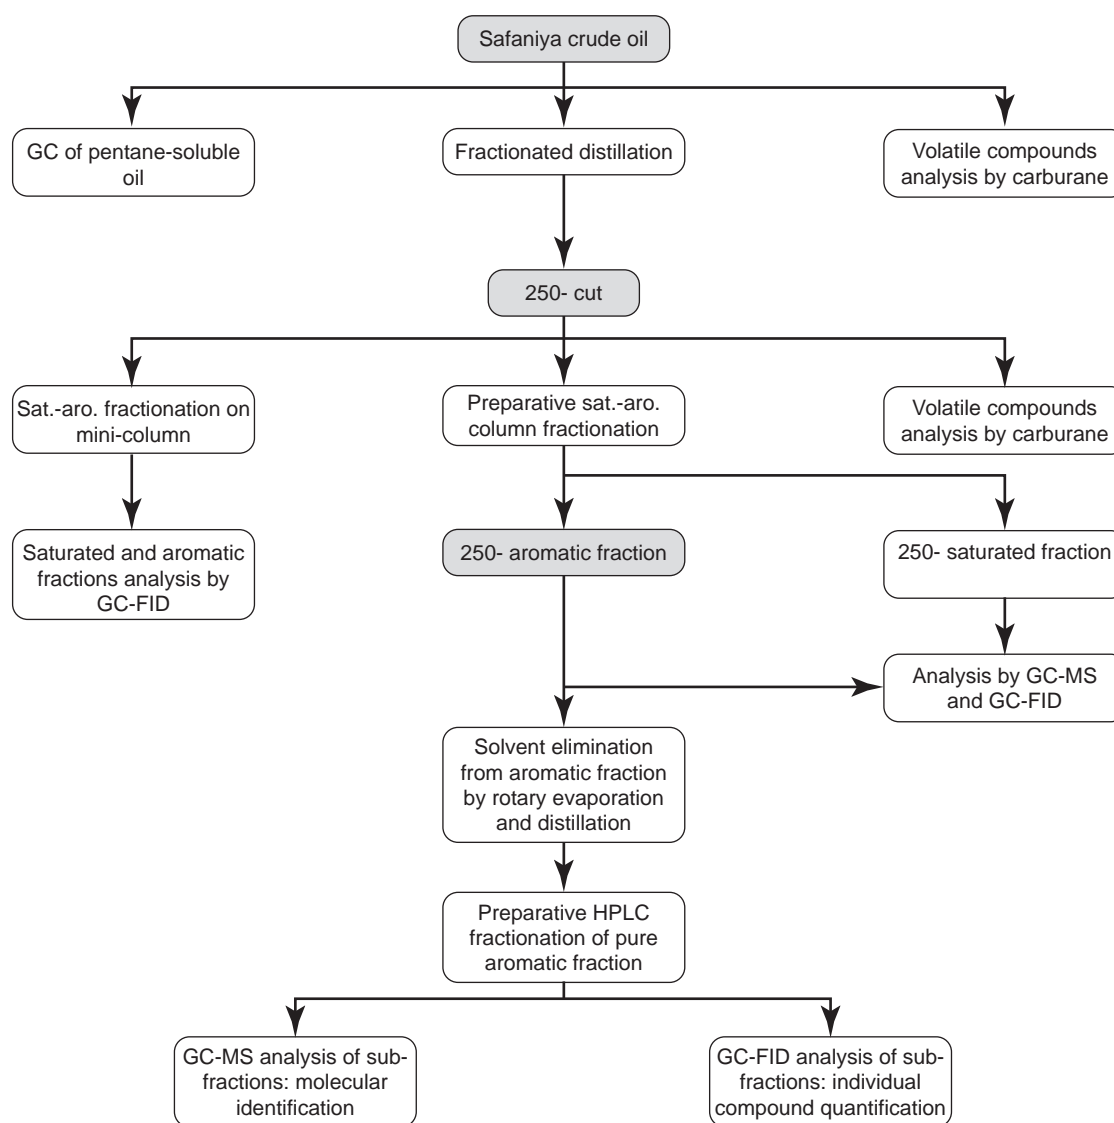 Safaniya crude oil
GC of pentane-soluble
oil
Fractionated distillation
Volatile compounds
analysis by carburane
250- cut
Sat.-aro. fractionation on
mini-column
Preparative sat.-aro.
column fractionation
Volatile compounds
analysis by carburane
Saturated and aromatic
fractions analysis by
GC-FID
250- aromatic fraction
250- saturated fraction
Analysis by GC-MS
and GC-FID
Solvent elimination
from aromatic fraction
by rotary evaporation
and distillation
Preparative HPLC
fractionation of pure
aromatic fraction
GC-MS analysis of sub-
fractions: molecular
identification
GC-FID analysis of sub-
fractions: individual
compound quantification